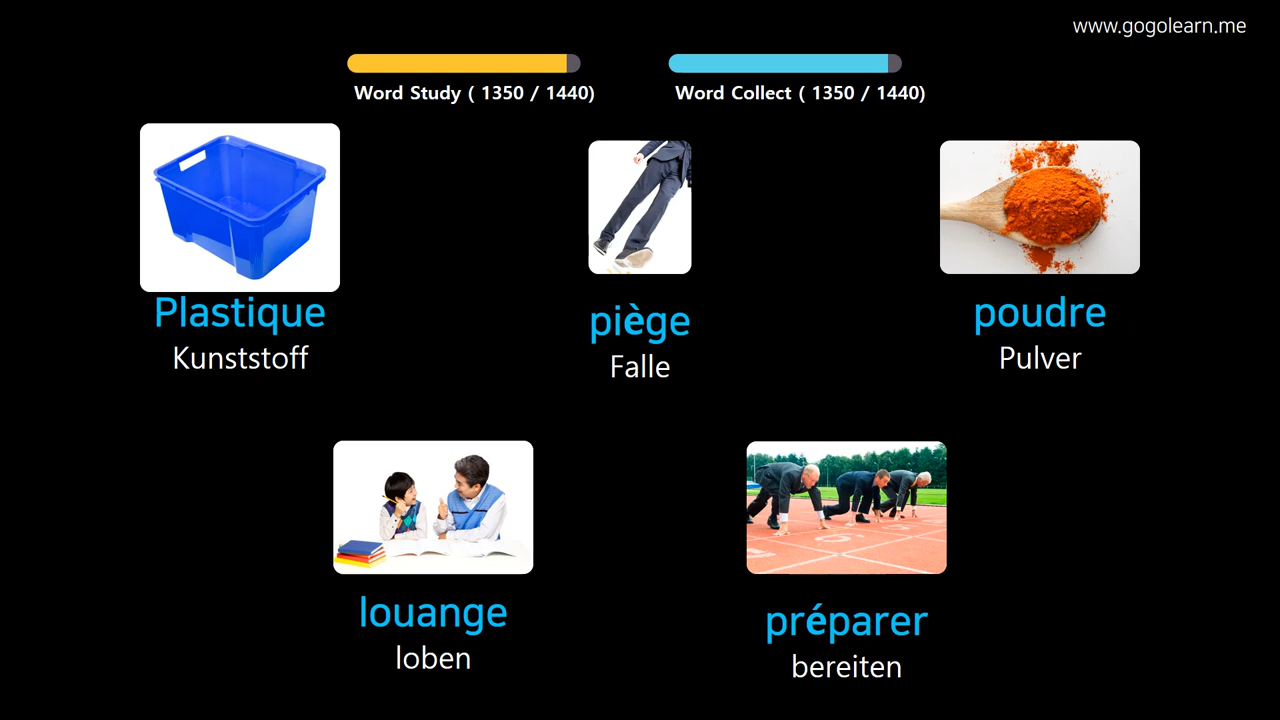 www.gogolearn.me
Word Study ( 1350 / 1440)
Word Collect ( 1350 / 1440)
Plastique
Kunststoff
piège
Falle
poudre
Pulver
louange
loben
préparer
bereiten